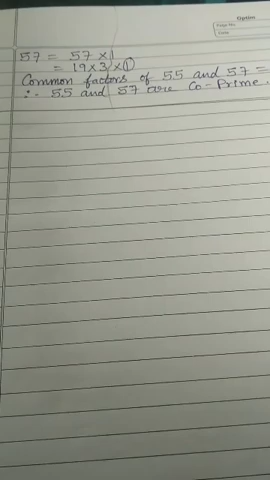 57 = 57 × 1
= 19 × 3 × 1
Common factors of 55 and 57 =
∴ 55 and 57 are Co-Prime.